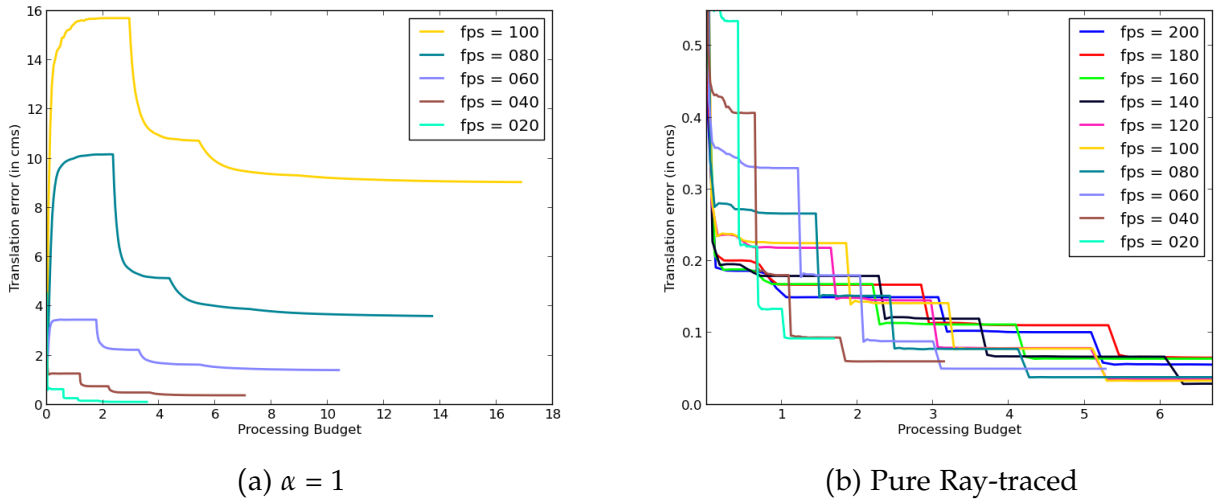 16
14
12
10
8
6
4
2
0
Translation error (in cms)
0 2 4 6 8 10 12 14 16 18
Processing Budget
fps = 100
fps = 080
fps = 060
fps = 040
fps = 020
(a) α = 1
0.5
0.4
0.3
0.2
0.1
0.0
Translation error (in cms)
1 2 3 4 5 6
Processing Budget
fps = 200
fps = 180
fps = 160
fps = 140
fps = 120
fps = 100
fps = 080
fps = 060
fps = 040
fps = 020
(b) Pure Ray-traced